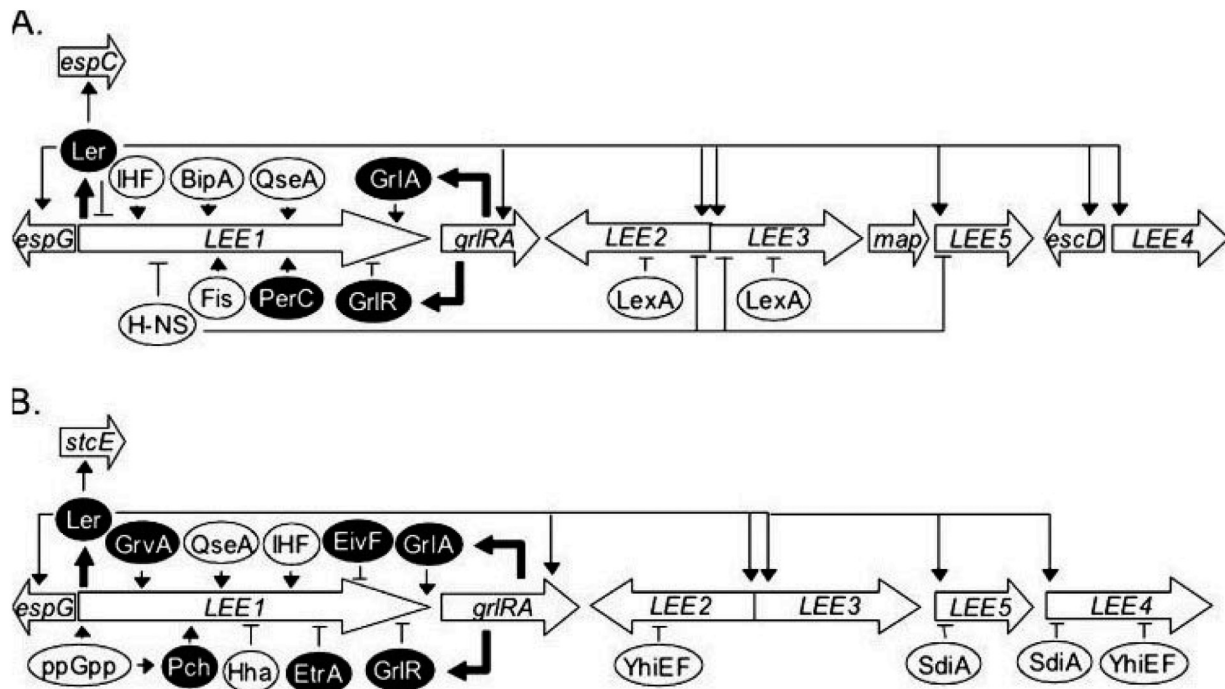 A.
espC
Ler
IHF BipA QseA GrlA
espG LEE1 grlRA LEE2 LEE3 map LEE5 escD LEE4
H-NS Fis PerC GrlR LexA LexA
B.
stcE
Ler
GrvA QseA IHF EivF GrlA
espG LEE1 grlRA LEE2 LEE3 LEE5 LEE4
ppGpp Pch Hha EtrA GrlR YhiEF SdiA SdiA YhiEF